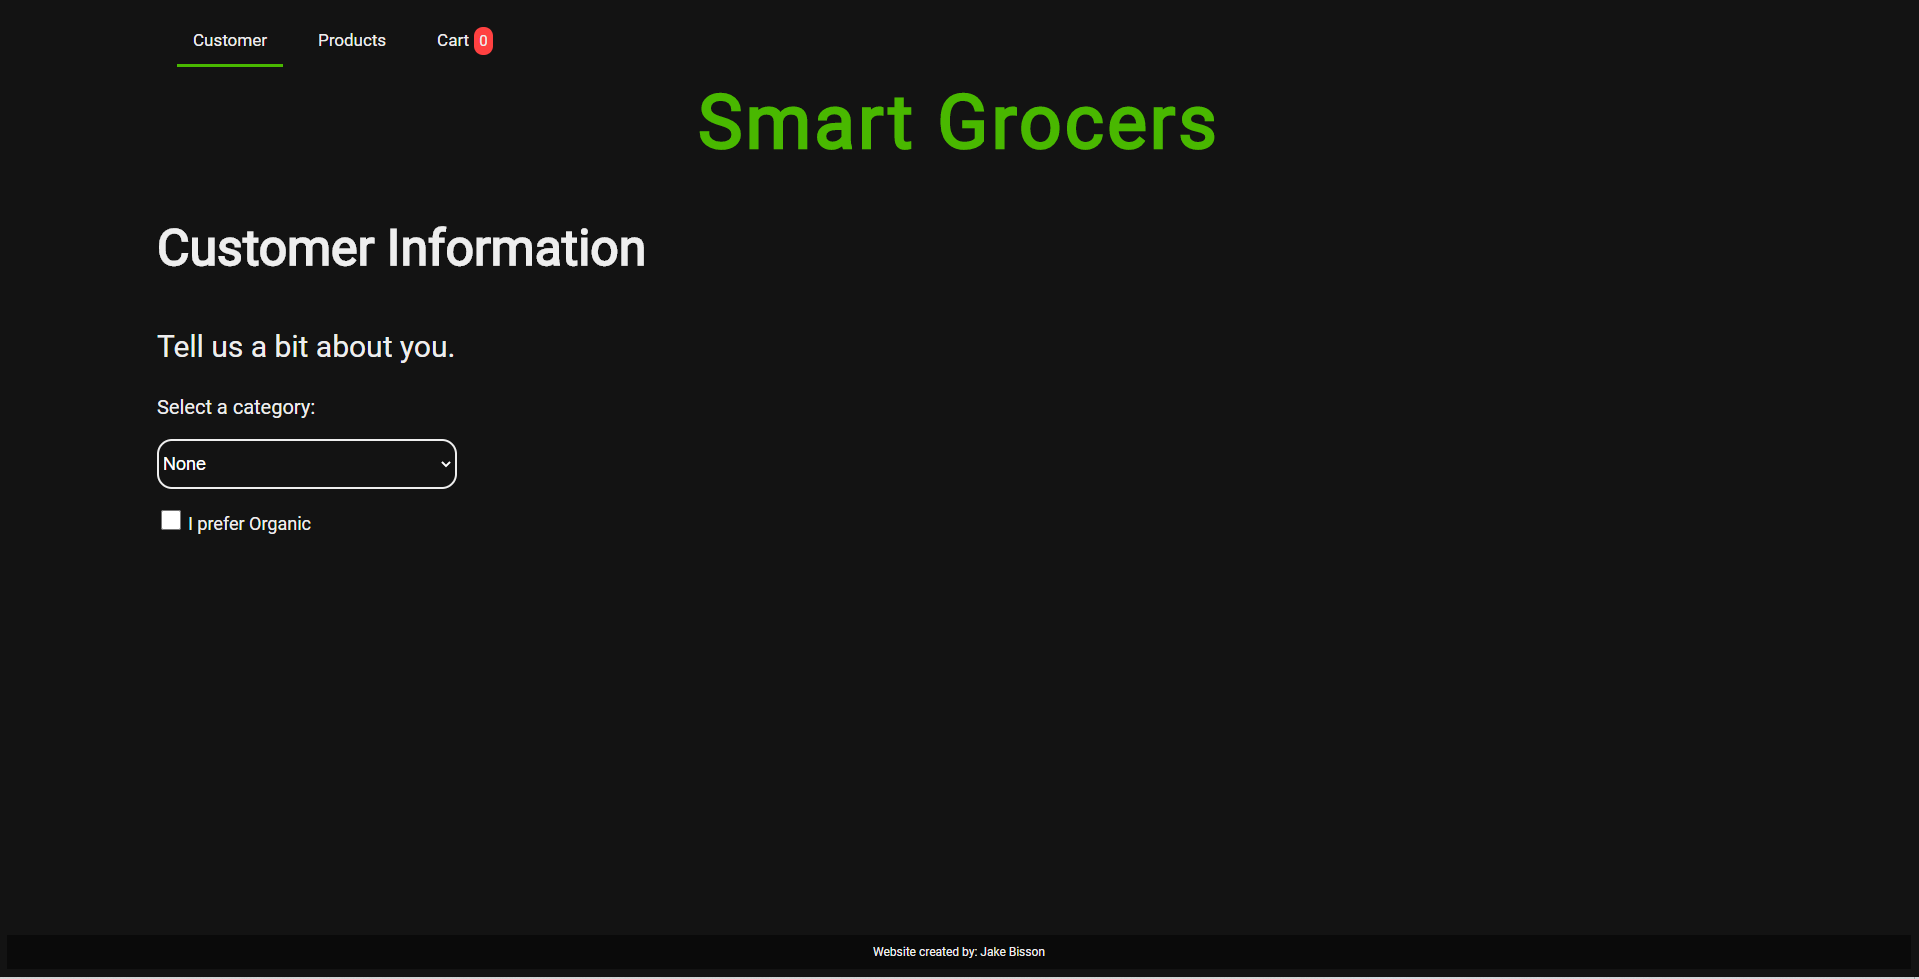 Customer Products Cart 0
Smart Grocers
Customer Information
Tell us a bit about you.
Select a category:
None
I prefer Organic
Website created by: Jake Bisson